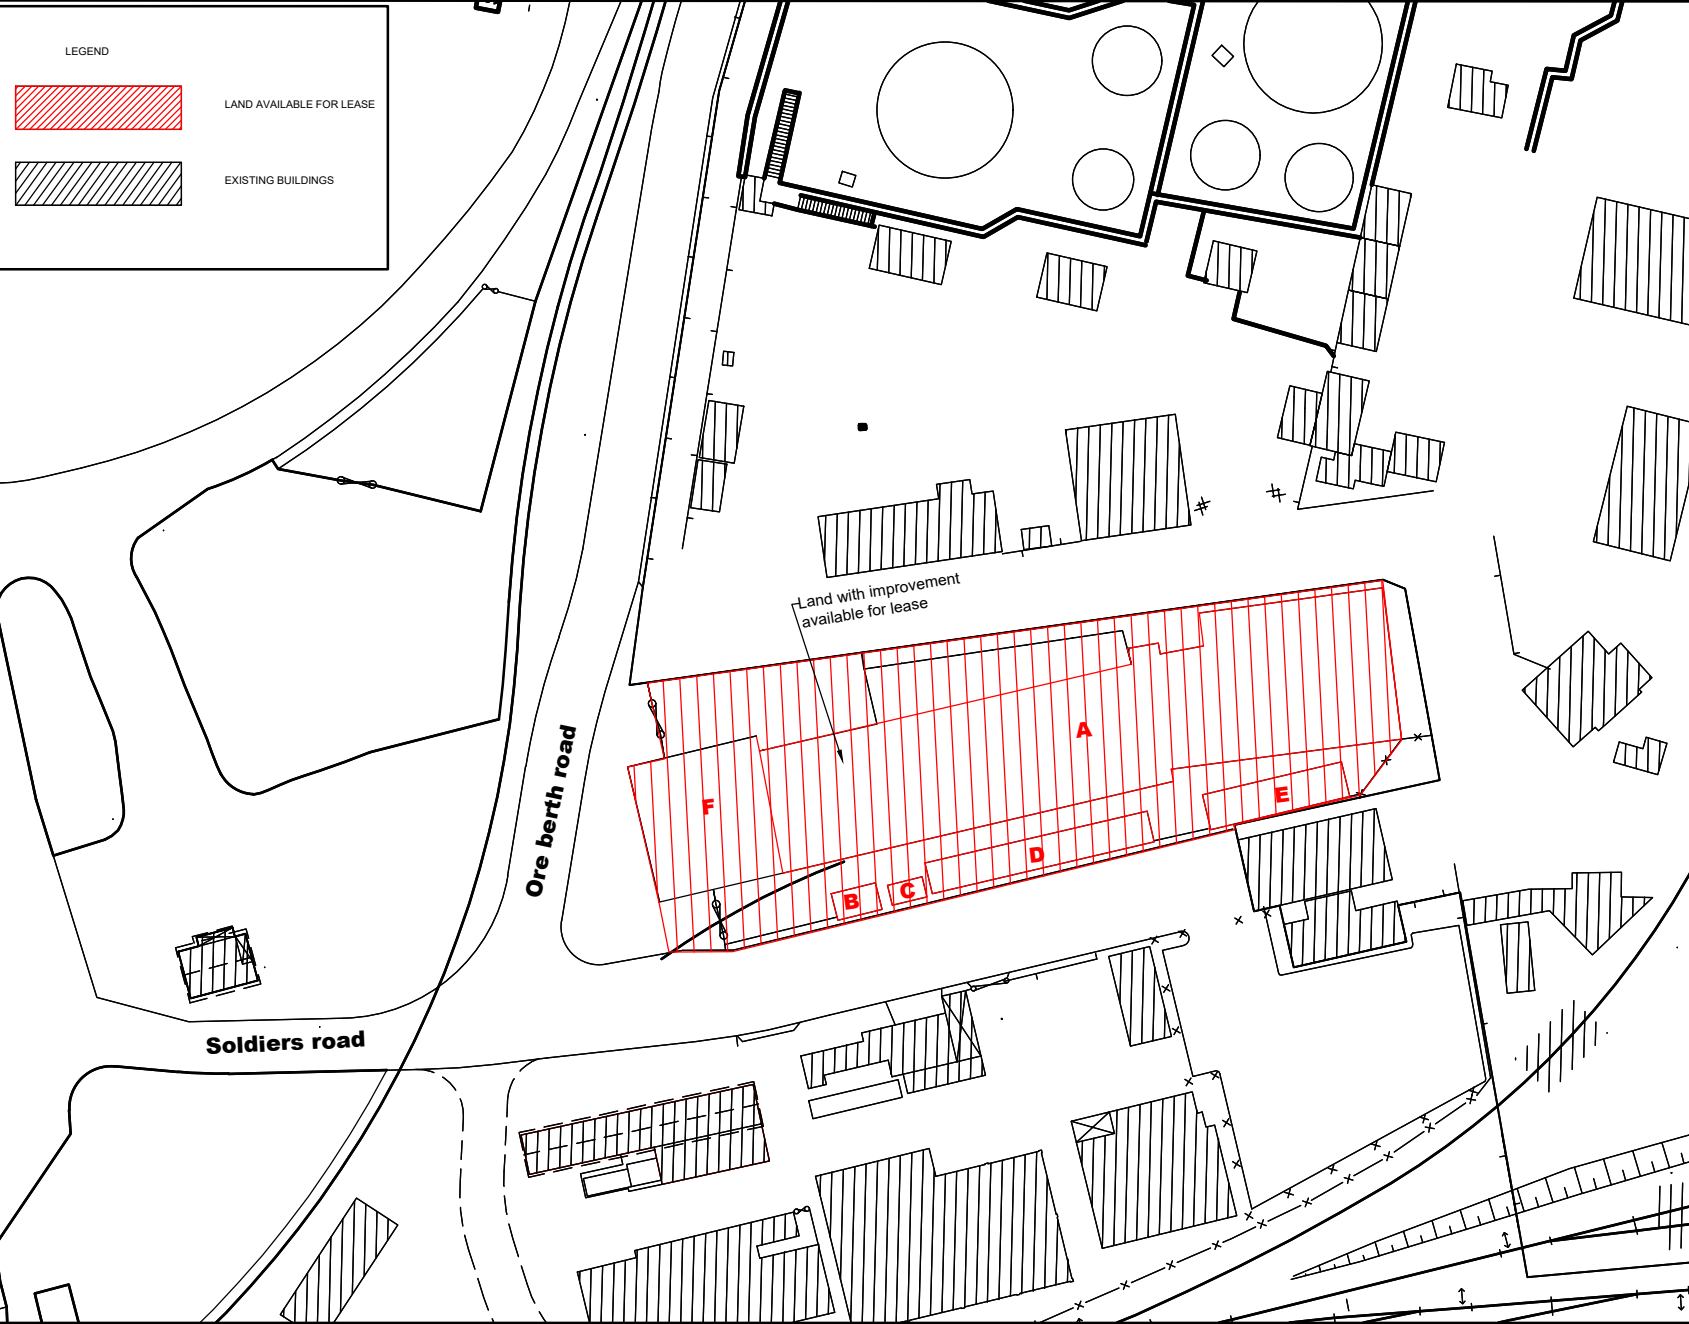 LEGEND
LAND AVAILABLE FOR LEASE
EXISTING BUILDINGS
Land with improvement
available for lease
A
F
E
D
C
B
Ore berth road
Soldiers road